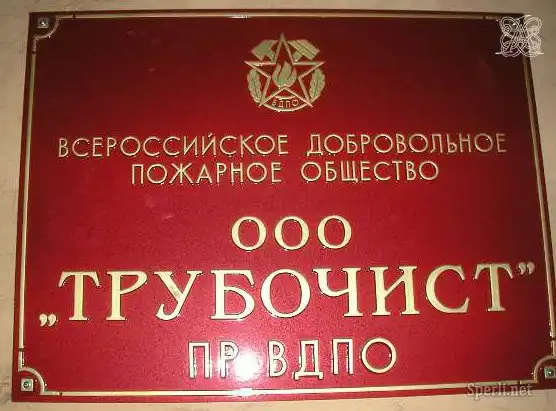 ВДПО
ВСЕРОССИЙСКОЕ ДОБРОВОЛЬНОЕ
ПОЖАРНОЕ ОБЩЕСТВО
ООО
„ТРУБОЧИСТ”
ПР ВДПО
Sperli.net